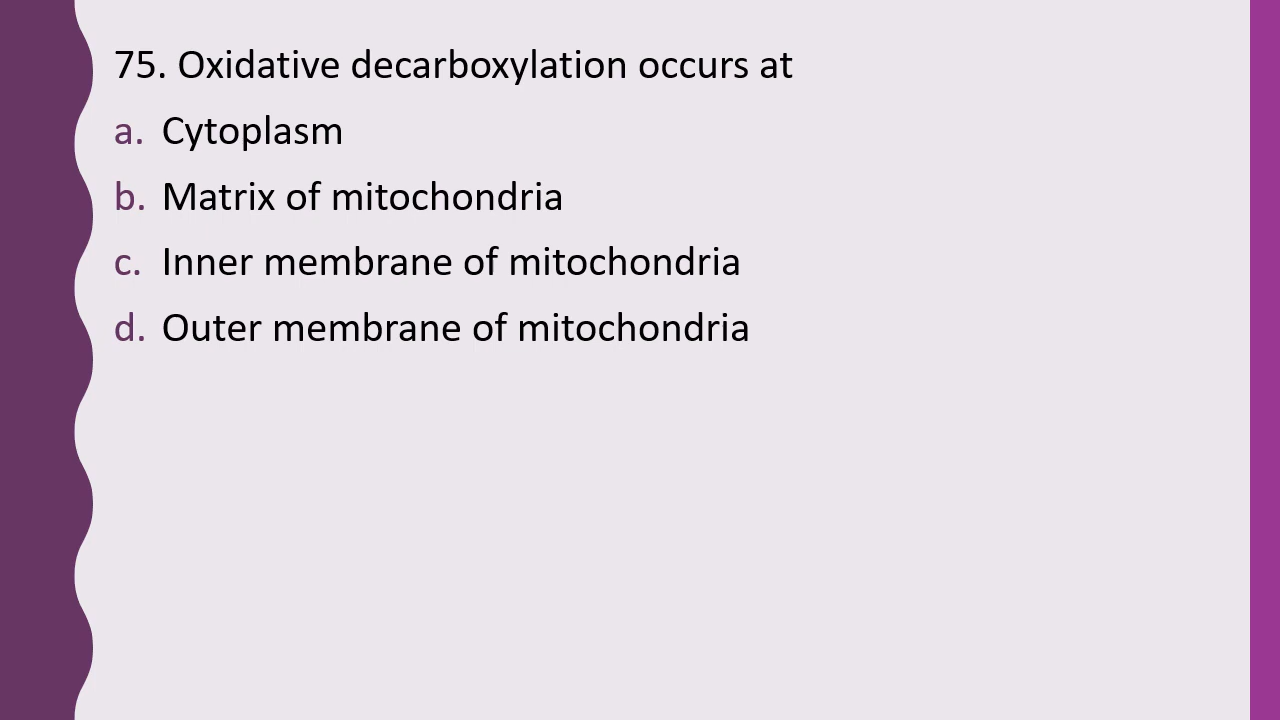 75. Oxidative decarboxylation occurs at
a. Cytoplasm
b. Matrix of mitochondria
c. Inner membrane of mitochondria
d. Outer membrane of mitochondria